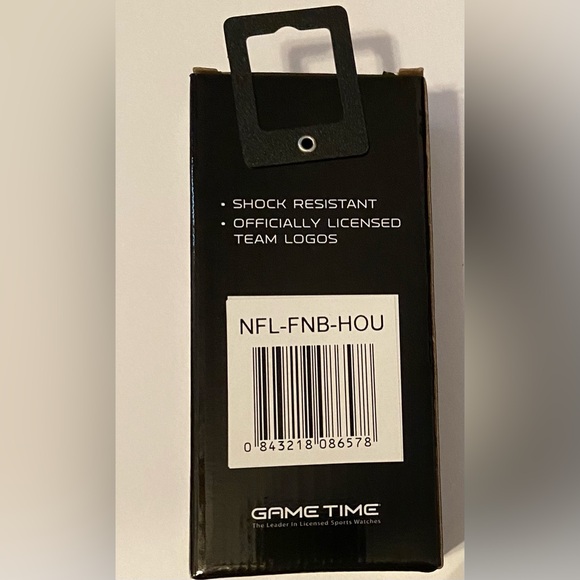 • SHOCK RESISTANT
• OFFICIALLY LICENSED
TEAM LOGOS
NFL-FNB-HOU
0 843218 086578
GAME TIME
The Leader In Licensed Sports Watches